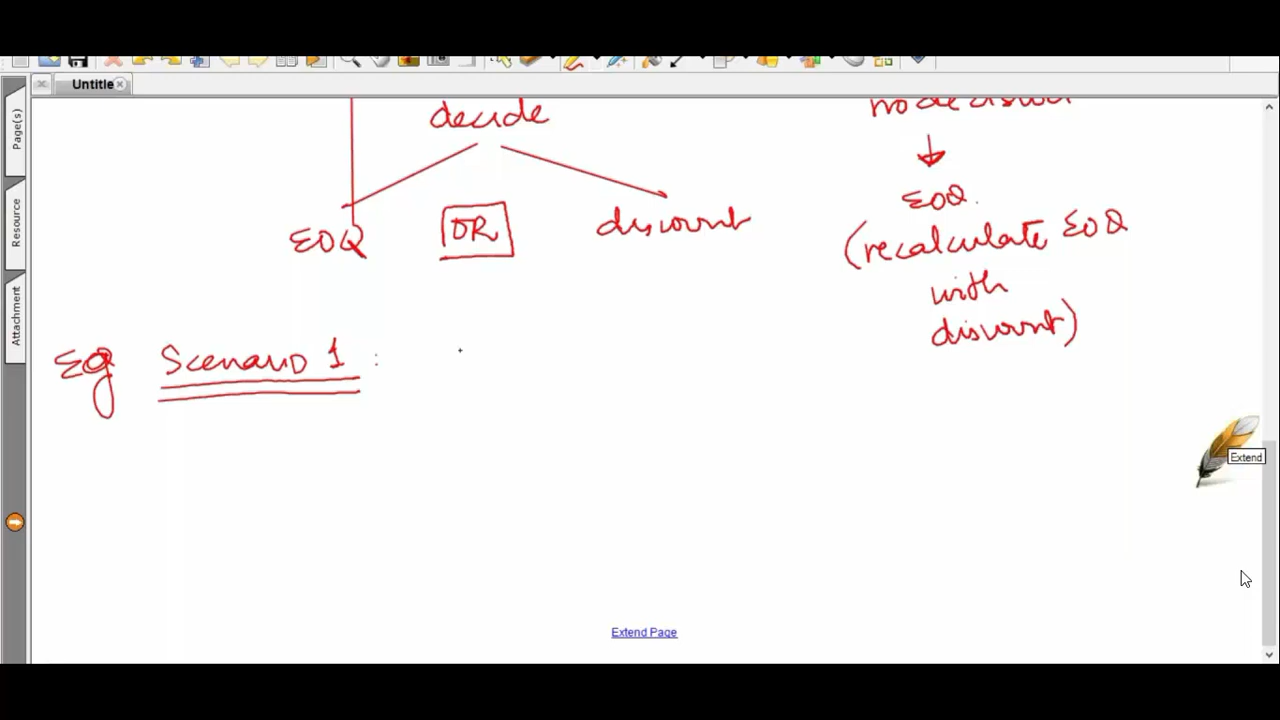 Untitle
Page(s)
Resource
Attachment
decide
EOQ
OR
discount
EOQ
(recalculate EOQ
with
discount)
Eg Scenario 1 :
Extend
Extend Page